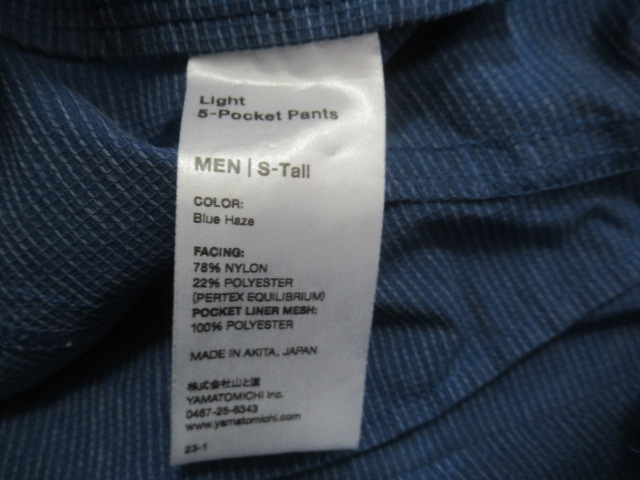 Light
5-Pocket Pants
MEN | S-Tall
COLOR:
Blue Haze
FACING:
78% NYLON
22% POLYESTER
(PERTEX EQUILIBRIUM)
POCKET LINER MESH:
100% POLYESTER
MADE IN AKITA, JAPAN
株式会社山と道
YAMATOMICHI Inc.
0467-25-6343
www.yamatomichi.com
23-1